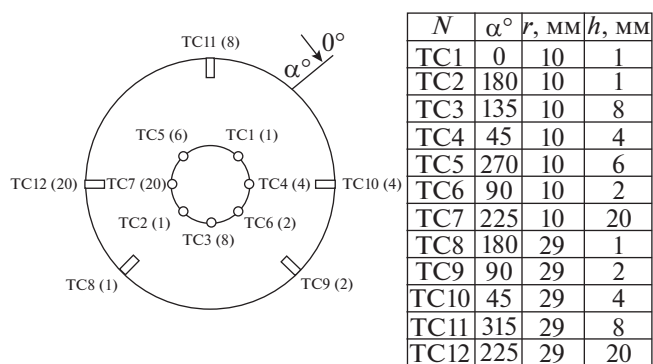 TC11 (8)
α° 0°
TC5 (6) TC1 (1)
TC12 (20) TC7 (20) TC4 (4) TC10 (4)
TC2 (1) TC6 (2)
TC3 (8)
TC8 (1) TC9 (2)
N α° r, мм h, мм
TC1 0 10 1
TC2 180 10 1
TC3 135 10 8
TC4 45 10 4
TC5 270 10 6
TC6 90 10 2
TC7 225 10 20
TC8 180 29 1
TC9 90 29 2
TC10 45 29 4
TC11 315 29 8
TC12 225 29 20